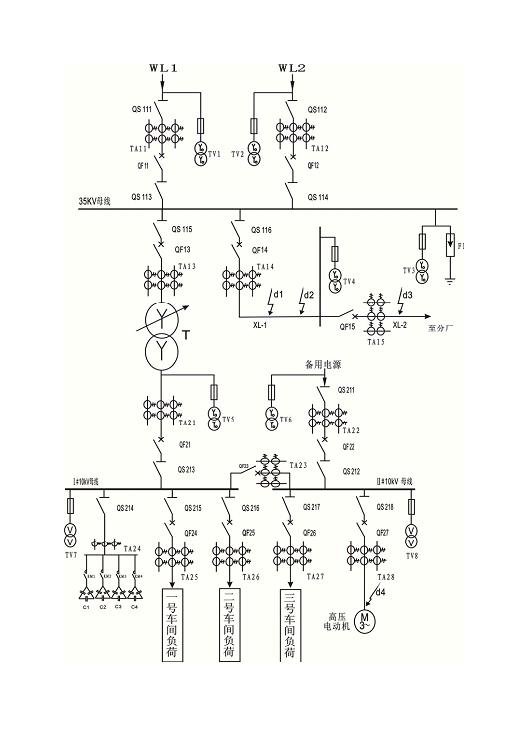 WL1 WL2
QS111 QS112
TA11 TV1 TV2 TA12
QF11 QF12
QS113 QS114
35KV母线
QS115 QS116
QF13 QF14
TA13 TA14 TV3 F1
TV4
d1 d2 d3
XL-1 QF15 XL-2 至分厂
TA15
T
备用电源
QS211
TA21 TV5 TV6 TA22
QF21 QF22
QS213 QF23 TA23 QS212
I#10kV母线 II#10kV 母线
QS214 QS215 QS216 QS217 QS218
QF24 QF25 QF26 QF27
TV7 TA24 TV8
TA25 TA26 TA27 TA28
KM1 KM2 KM3 KM4
C1 C2 C3 C4
d4
一号车间负荷 二号车间负荷 三号车间负荷
高压
电动机
M
3~